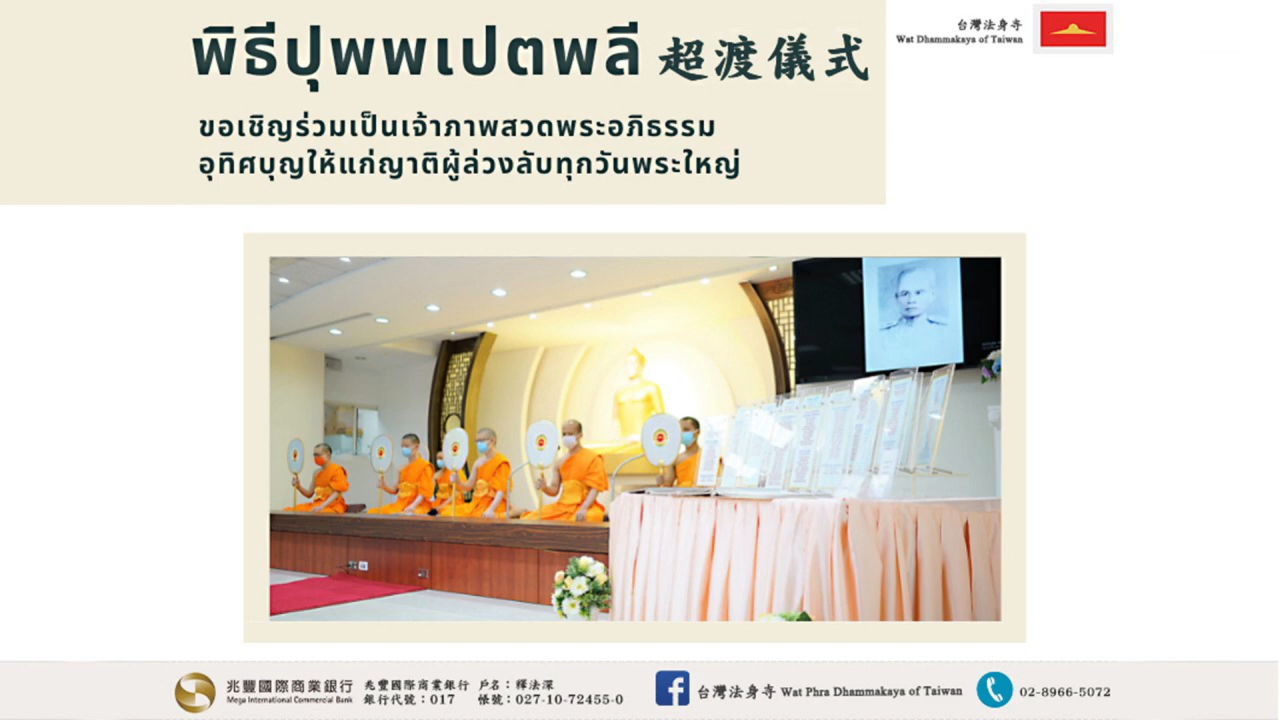 พิธีปุพพเปตพลี 超渡儀式
ขอเชิญร่วมเป็นเจ้าภาพสวดพระอภิธรรม
อุทิศบุญให้แก่ญาติผู้ล่วงลับทุกวันพระใหญ่
台灣法身寺
Wat Dhammakaya of Taiwan
兆豐國際商業銀行
Mega International Commercial Bank
兆豐國際商業銀行 戶名：釋法深
銀行代號：017 帳號：027-10-72455-0
台灣法身寺 Wat Phra Dhammakaya of Taiwan
02-8966-5072